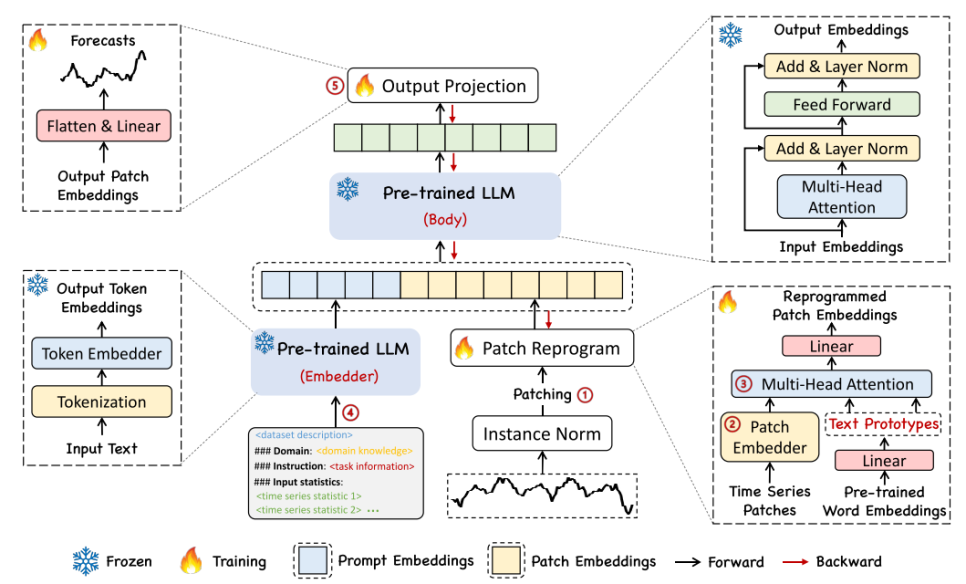 Forecasts
Flatten & Linear
Output Patch
Embeddings
⑤ Output Projection
Pre-trained LLM
(Body)
Output Embeddings
Add & Layer Norm
Feed Forward
Add & Layer Norm
Multi-Head
Attention
Input Embeddings
Output Token
Embeddings
Token Embedder
Tokenization
Input Text
Pre-trained LLM
(Embedder)
④
<dataset description>
### Domain: <domain knowledge>
### Instruction: <task information>
### Input statistics:
<time series statistic 1>
<time series statistic 2> ...
Patch Reprogram
Patching ①
Instance Norm
Reprogrammed
Patch Embeddings
Linear
③ Multi-Head Attention
② Patch
Embedder
Text Prototypes
Linear
Time Series
Patches
Pre-trained
Word Embeddings
Frozen
Training
Prompt Embeddings
Patch Embeddings
Forward
Backward